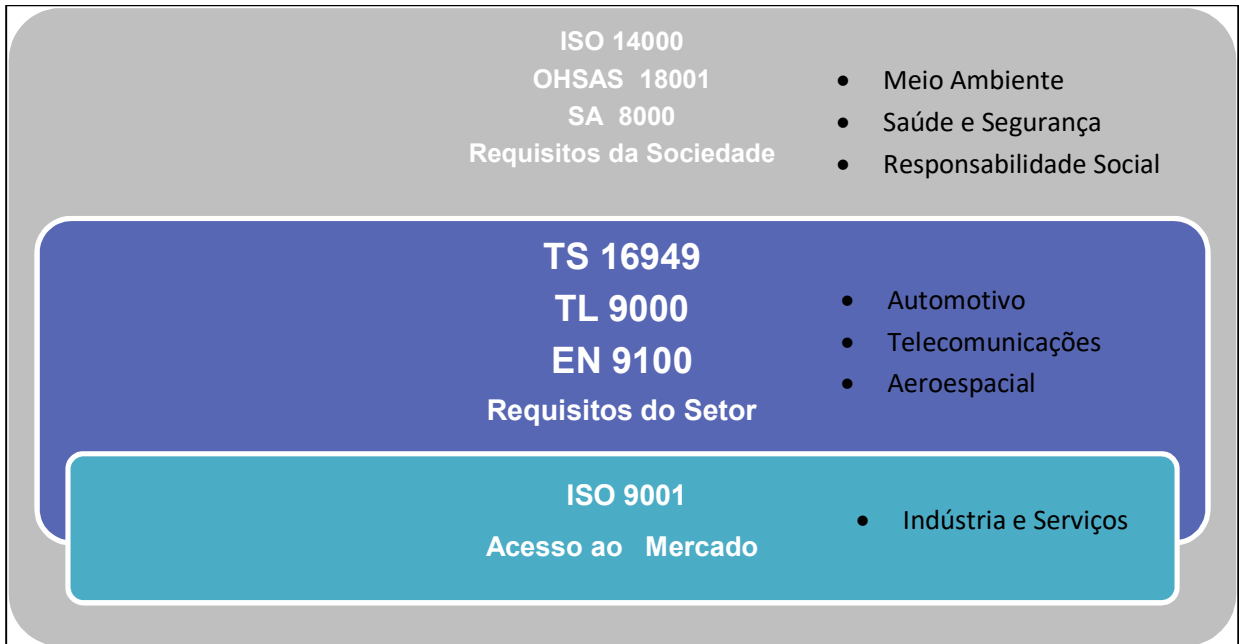 ISO 14000
OHSAS 18001
SA 8000
Requisitos da Sociedade
• Meio Ambiente
• Saúde e Segurança
• Responsabilidade Social
TS 16949
TL 9000
EN 9100
Requisitos do Setor
• Automotivo
• Telecomunicações
• Aeroespacial
ISO 9001
Acesso ao Mercado
• Indústria e Serviços